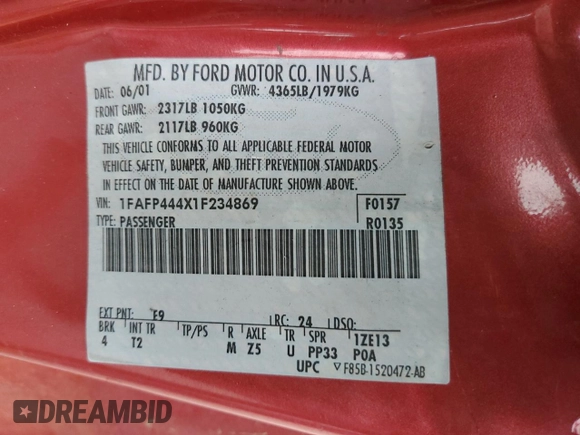 MFD. BY FORD MOTOR CO. IN U.S.A.
DATE: 06/01 GVWR: 4365LB/1979KG
FRONT GAWR: 2317LB 1050KG
REAR GAWR: 2117LB 960KG
THIS VEHICLE CONFORMS TO ALL APPLICABLE FEDERAL MOTOR
VEHICLE SAFETY, BUMPER, AND THEFT PREVENTION STANDARDS
IN EFFECT ON THE DATE OF MANUFACTURE SHOWN ABOVE.
VIN: 1FAFP444X1F234869 F0157
TYPE: PASSENGER R0135
EXT PNT: E9 RC: 24 DSO:
BRK INT TR TP/PS R AXLE TR SPR 1ZE13
4 T2 M Z5 U PP33 P0A
UPC ▽F85B-1520472-AB
DREAMBID